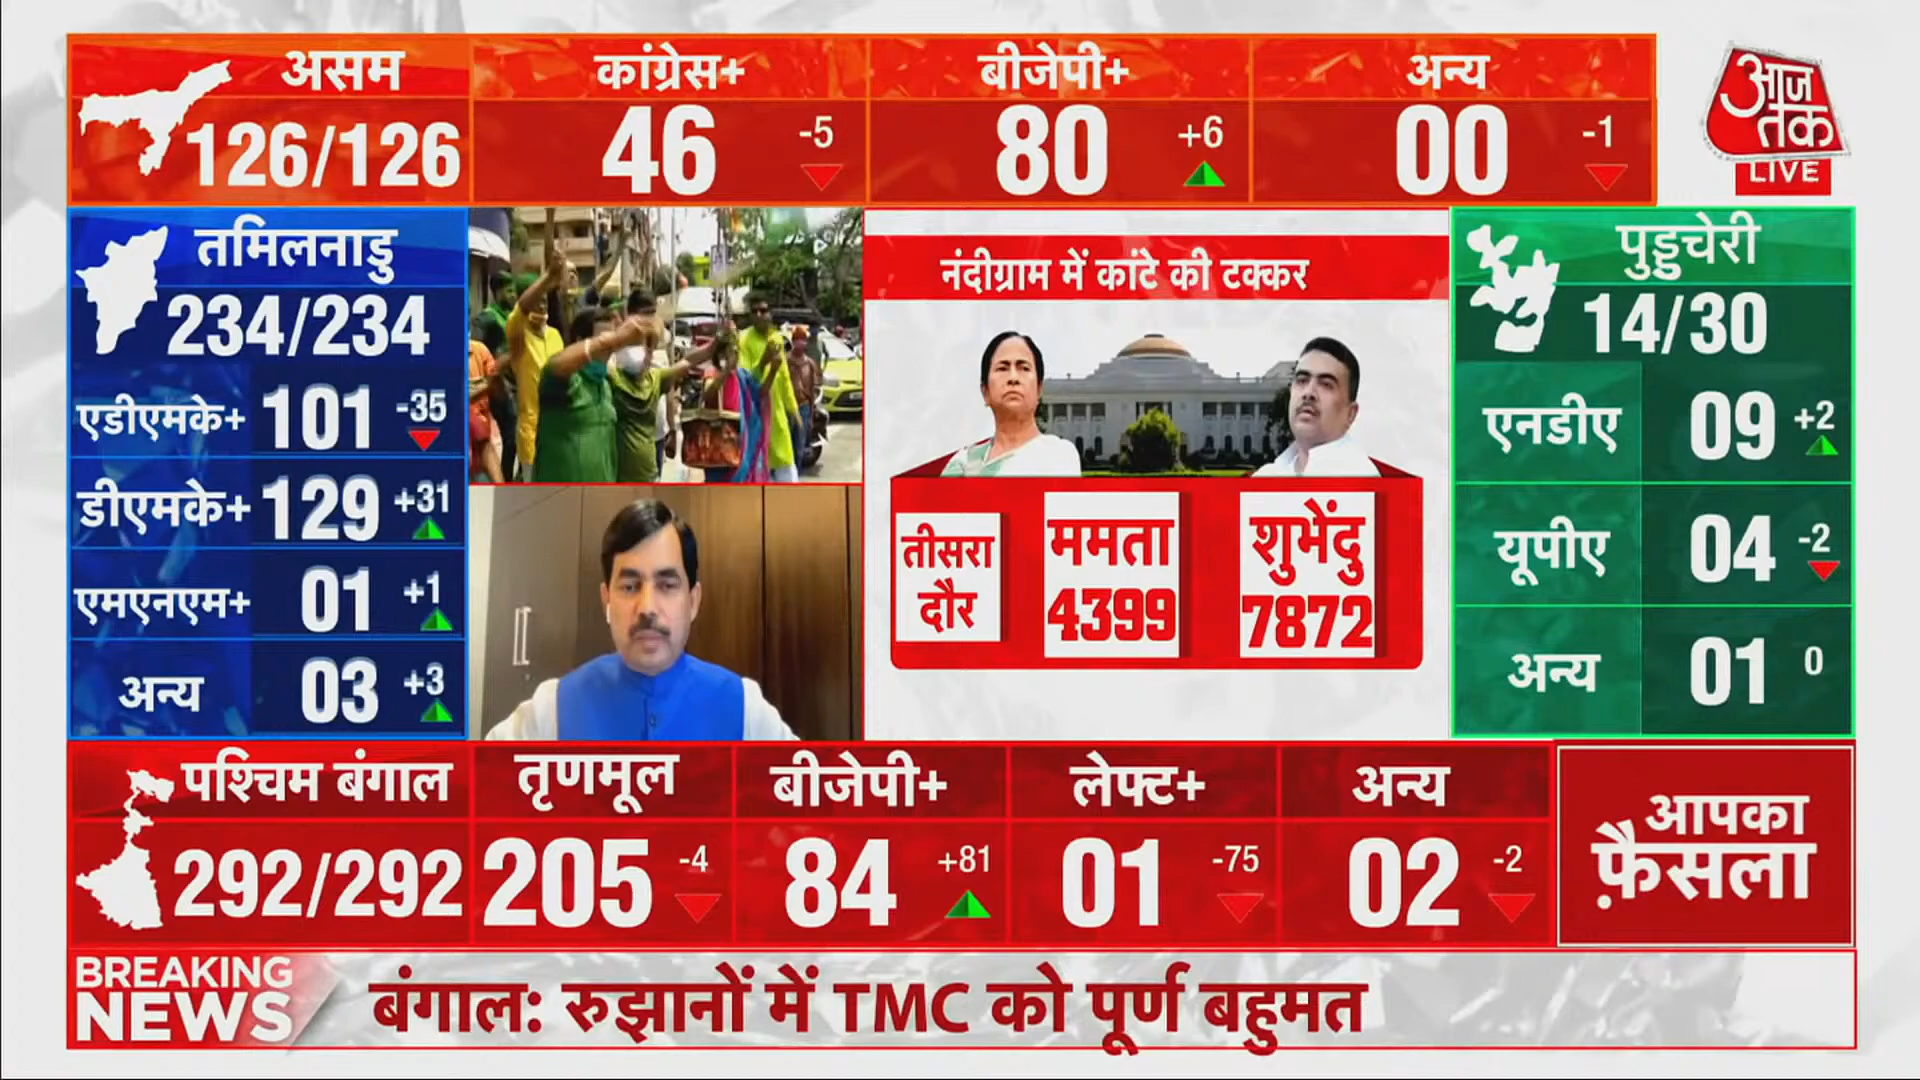 असम
126/126
कांग्रेस+
46 -5
बीजेपी+
80 +6
अन्य
00 -1
आज
तक
LIVE
तमिलनाडु
234/234
एडीएमके+ 101 -35
डीएमके+ 129 +31
एमएनएम+ 01 +1
अन्य 03 +3
नंदीग्राम में कांटे की टक्कर
तीसरा
दौर
ममता
4399
शुभेंदु
7872
पुड्डुचेरी
14/30
एनडीए 09 +2
यूपीए 04 -2
अन्य 01 0
पश्चिम बंगाल
292/292
तृणमूल
205 -4
बीजेपी+
84 +81
लेफ्ट+
01 -75
अन्य
02 -2
आपका
फ़ैसला
BREAKING
NEWS
बंगाल: रुझानों में TMC को पूर्ण बहुमत